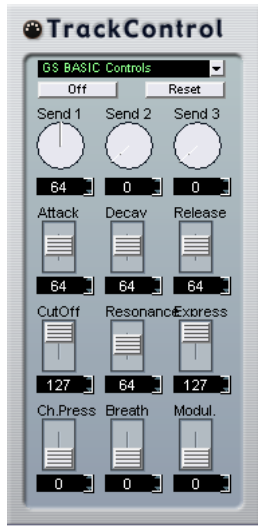 TrackControl
GS BASIC Controls
Off Reset
Send 1 Send 2 Send 3
64 0 0
Attack Decay Release
64 64 64
CutOff Resonance Express
127 64 127
Ch.Press Breath Modul.
0 0 0